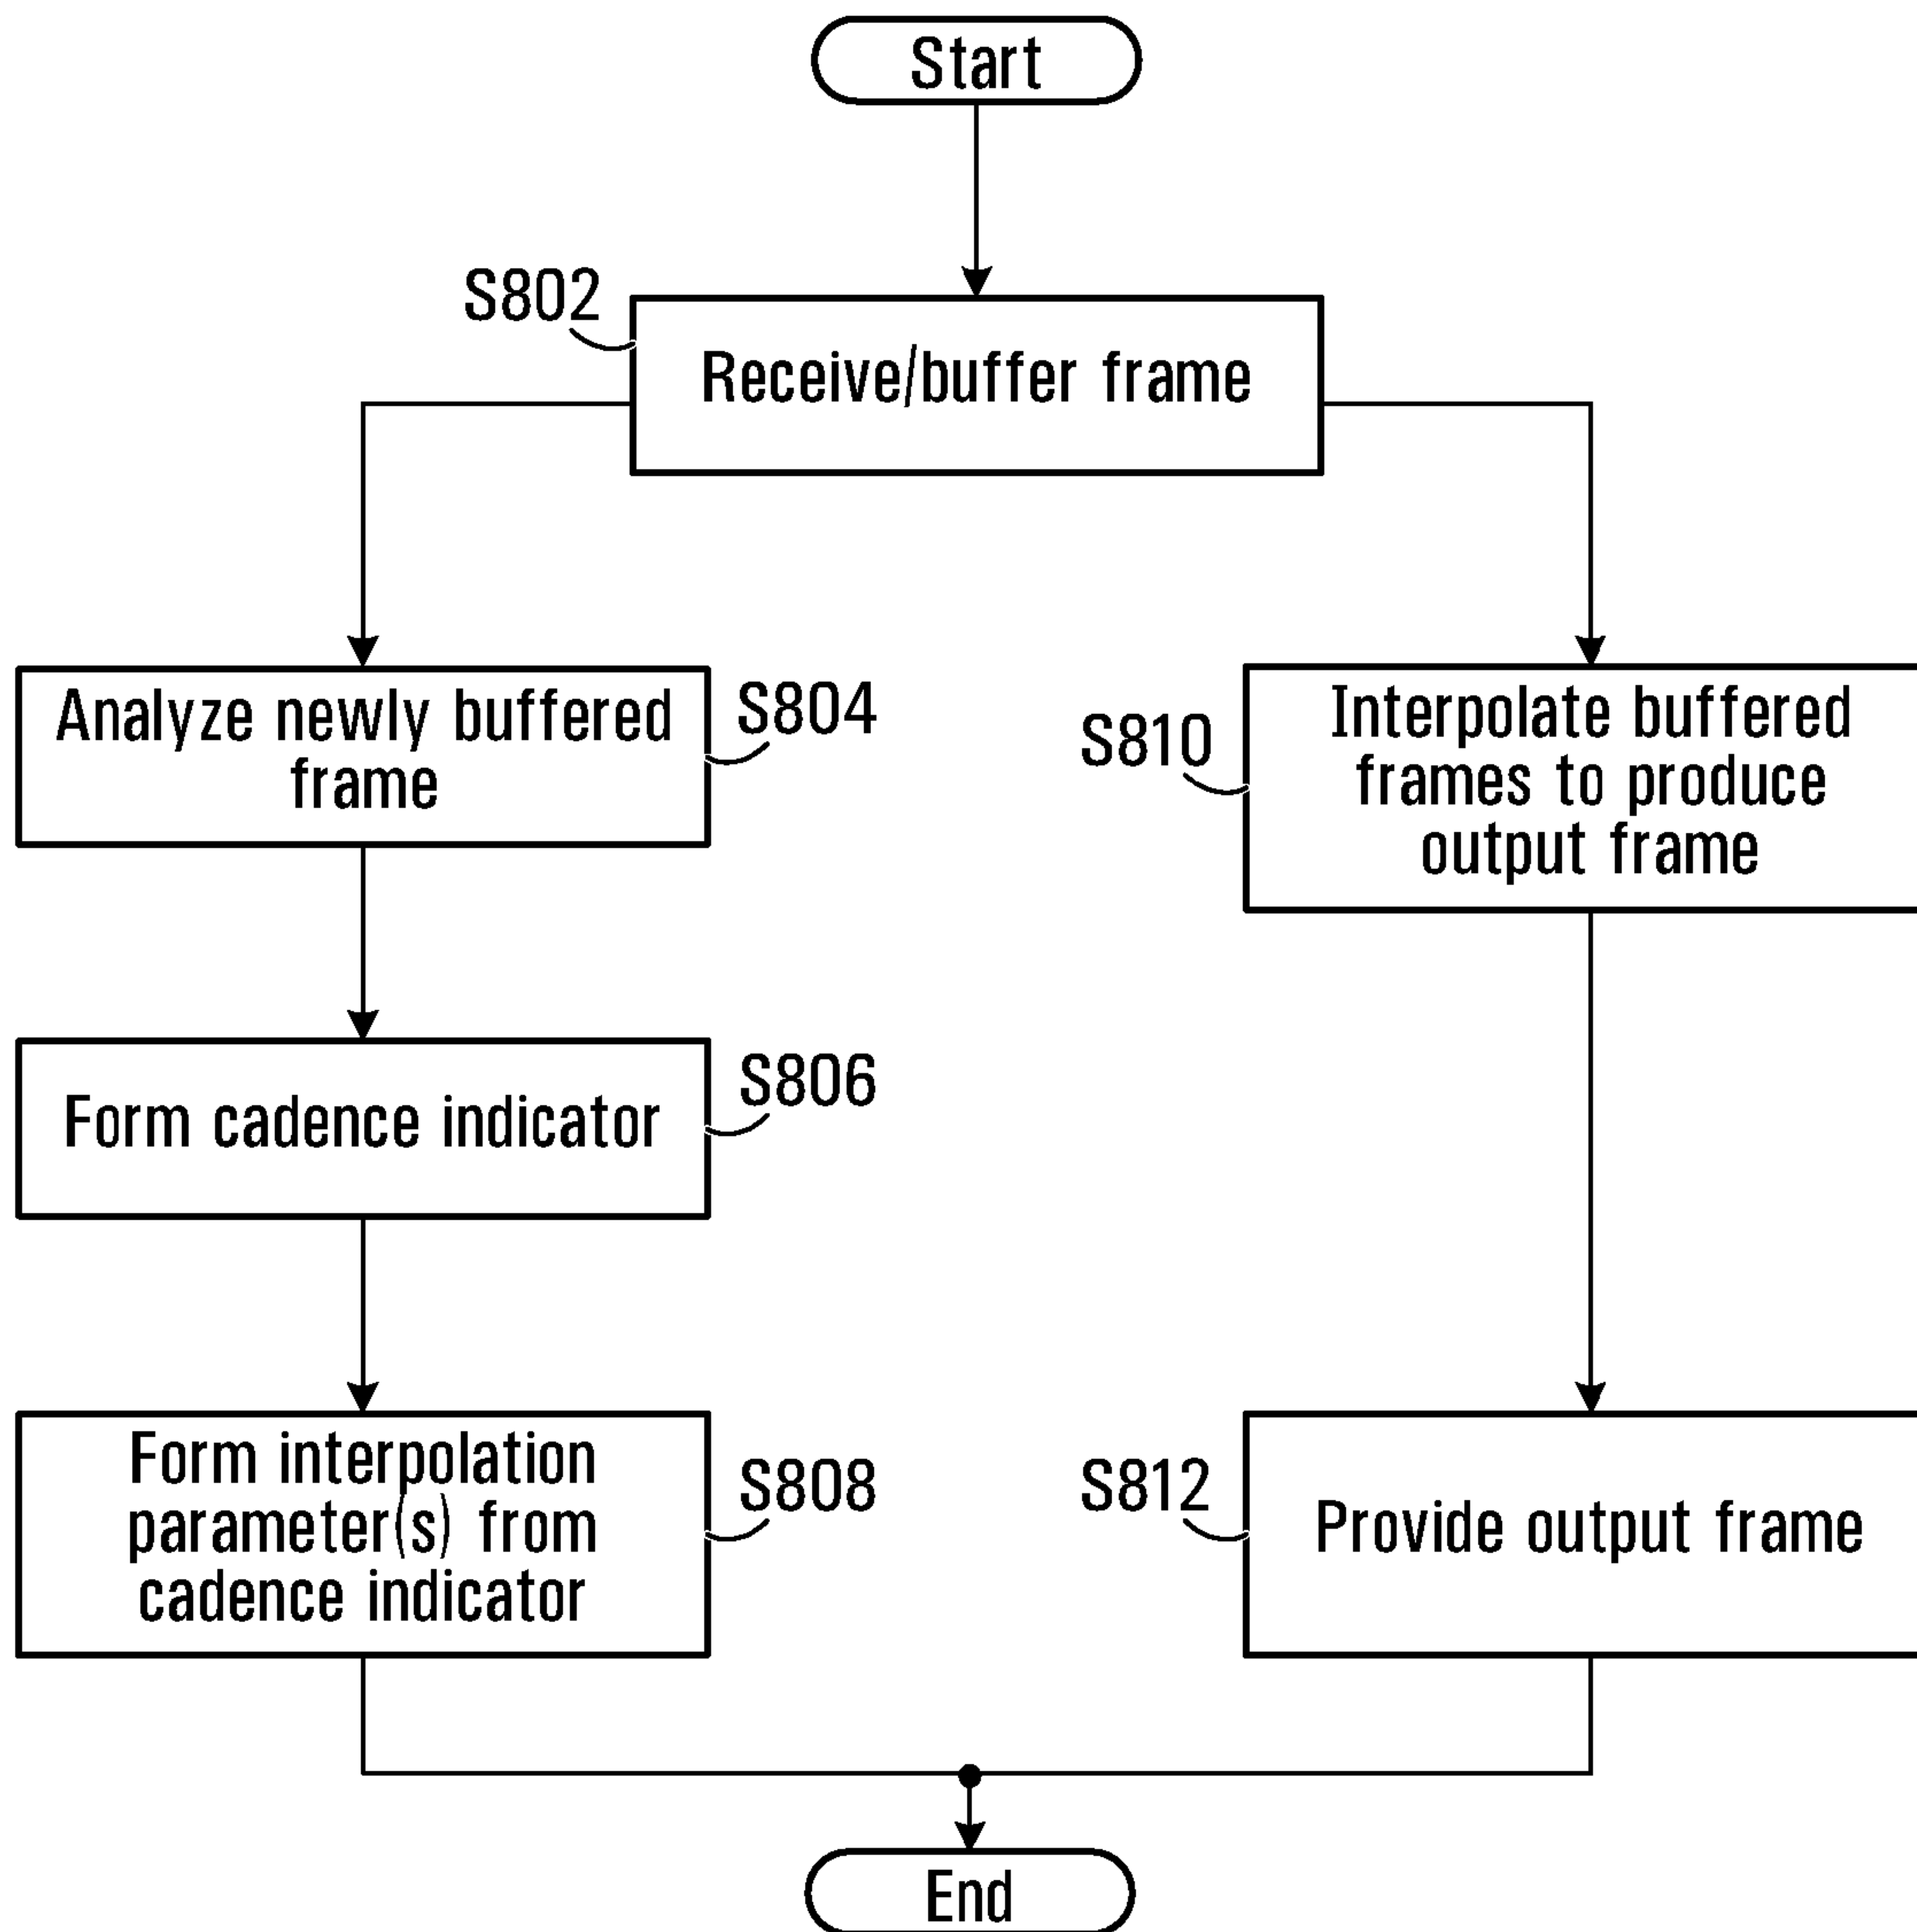 Start
S802
Receive/buffer frame
Analyze newly buffered
frame
S804
Form cadence indicator
S806
Form interpolation
parameter(s) from
cadence indicator
S808
S810
Interpolate buffered
frames to produce
output frame
S812
Provide output frame
End